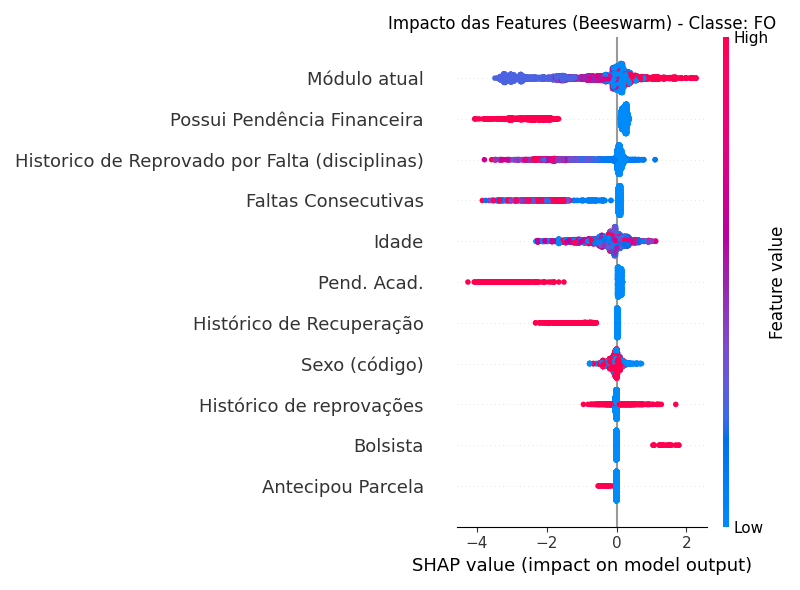 Impacto das Features (Beeswarm) - Classe: FO
High
Módulo atual
Possui Pendência Financeira
Historico de Reprovado por Falta (disciplinas)
Faltas Consecutivas
Idade
Pend. Acad.
Histórico de Recuperação
Sexo (código)
Histórico de reprovações
Bolsista
Antecipou Parcela
Feature value
Low
−4 −2 0 2
SHAP value (impact on model output)